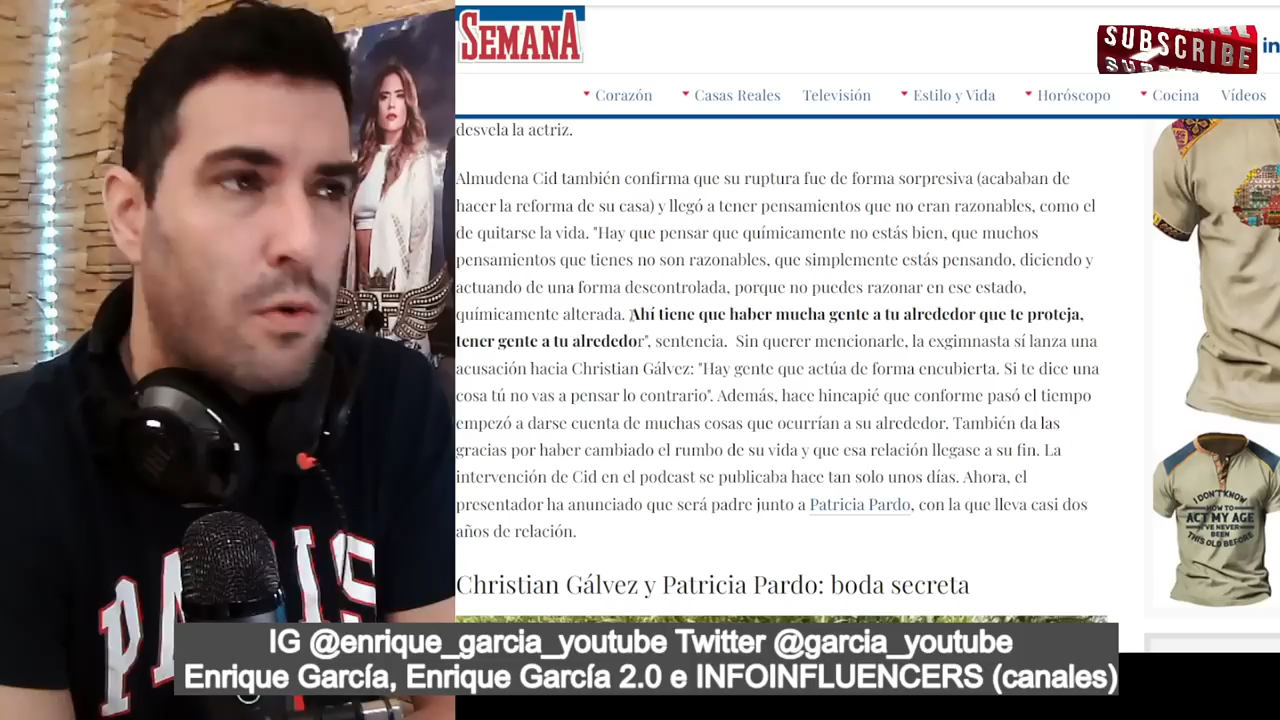 SEMANA
SUBSCRIBE
in
Corazón Casas Reales Televisión Estilo y Vida Horóscopo Cocina Vídeos
desvela la actriz.
Almudena Cid también confirma que su ruptura fue de forma sorpresiva (acababan de
hacer la reforma de su casa) y llegó a tener pensamientos que no eran razonables, como el
de quitarse la vida. "Hay que pensar que químicamente no estás bien, que muchos
pensamientos que tienes no son razonables, que simplemente estás pensando, diciendo y
actuando de una forma descontrolada, porque no puedes razonar en ese estado,
químicamente alterada. Ahí tiene que haber mucha gente a tu alrededor que te proteja,
tener gente a tu alrededor", sentencia. Sin querer mencionarle, la exgimnasta sí lanza una
acusación hacia Christian Gálvez: "Hay gente que actúa de forma encubierta. Si te dice una
cosa tú no vas a pensar lo contrario". Además, hace hincapié que conforme pasó el tiempo
empezó a darse cuenta de muchas cosas que ocurrían a su alrededor. También da las
gracias por haber cambiado el rumbo de su vida y que esa relación llegase a su fin. La
intervención de Cid en el podcast se publicaba hace tan solo unos días. Ahora, el
presentador ha anunciado que será padre junto a Patricia Pardo, con la que lleva casi dos
años de relación.
Christian Gálvez y Patricia Pardo: boda secreta
I DON'T KNOW
HOW TO
ACT MY AGE
I'VE NEVER
BEEN
THIS OLD BEFORE
PARIS
JBL
IG @enrique_garcia_youtube Twitter @garcia_youtube
Enrique García, Enrique García 2.0 e INFOINFLUENCERS (canales)